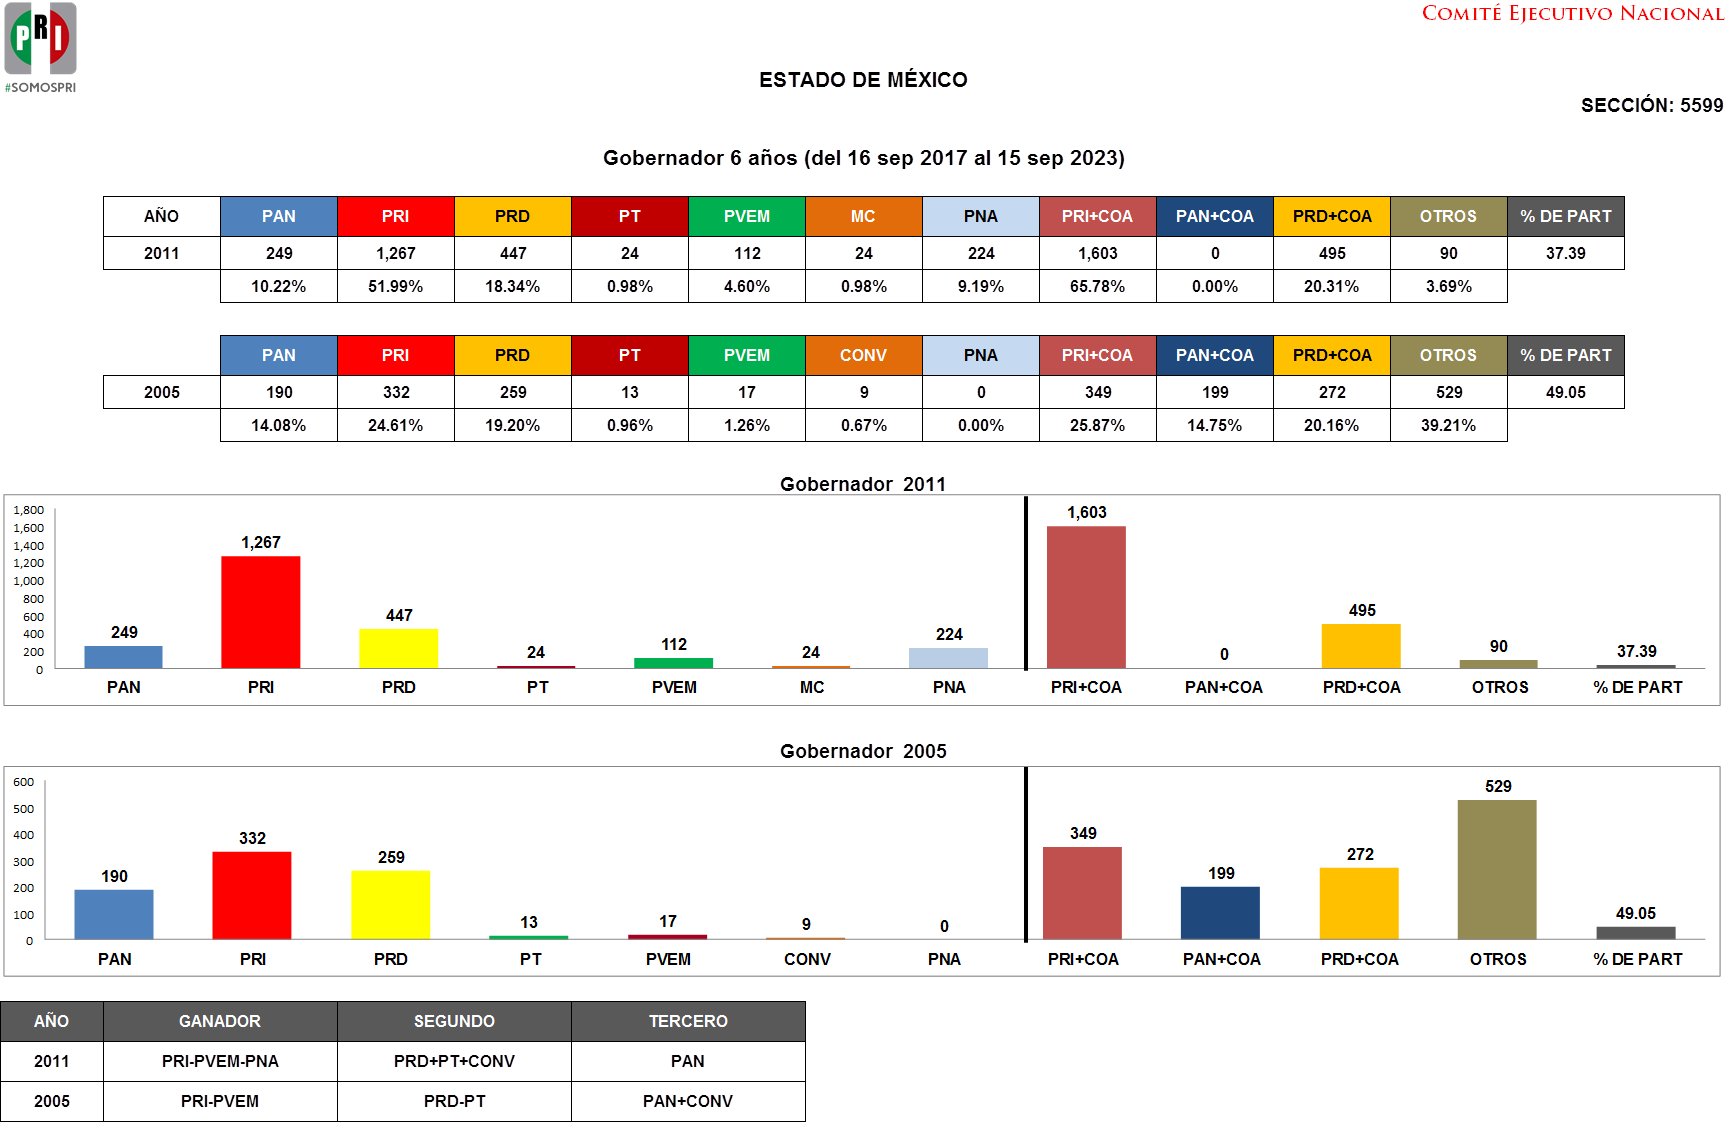 PRI
#SOMOSPRI
COMITÉ EJECUTIVO NACIONAL
ESTADO DE MÉXICO
SECCIÓN: 5599
Gobernador 6 años (del 16 sep 2017 al 15 sep 2023)
AÑO PAN PRI PRD PT PVEM MC PNA PRI+COA PAN+COA PRD+COA OTROS % DE PART
2011 249 1,267 447 24 112 24 224 1,603 0 495 90 37.39
10.22% 51.99% 18.34% 0.98% 4.60% 0.98% 9.19% 65.78% 0.00% 20.31% 3.69%
PAN PRI PRD PT PVEM CONV PNA PRI+COA PAN+COA PRD+COA OTROS % DE PART
2005 190 332 259 13 17 9 0 349 199 272 529 49.05
14.08% 24.61% 19.20% 0.96% 1.26% 0.67% 0.00% 25.87% 14.75% 20.16% 39.21%
Gobernador 2011
1,800
1,600
1,400
1,200
1,000
800
600
400
200
0
249 1,267 447 24 112 24 224 1,603 0 495 90 37.39
PAN PRI PRD PT PVEM MC PNA PRI+COA PAN+COA PRD+COA OTROS % DE PART
Gobernador 2005
600
500
400
300
200
100
0
190 332 259 13 17 9 0 349 199 272 529 49.05
PAN PRI PRD PT PVEM CONV PNA PRI+COA PAN+COA PRD+COA OTROS % DE PART
AÑO GANADOR SEGUNDO TERCERO
2011 PRI-PVEM-PNA PRD+PT+CONV PAN
2005 PRI-PVEM PRD-PT PAN+CONV